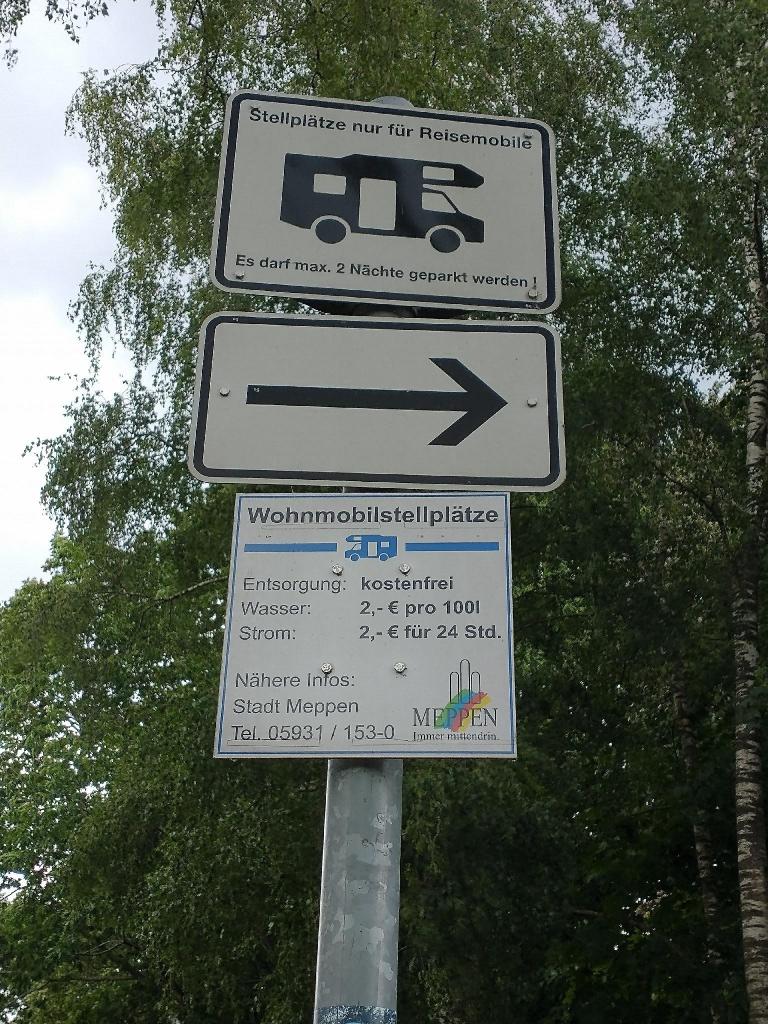 Stellplätze nur für Reisemobile
Es darf max. 2 Nächte geparkt werden !
Wohnmobilstellplätze
Entsorgung: kostenfrei
Wasser: 2,- € pro 100l
Strom: 2,- € für 24 Std.
Nähere Infos:
Stadt Meppen
Tel. 05931 / 153-0
MEPPEN
Immer mittendrin.